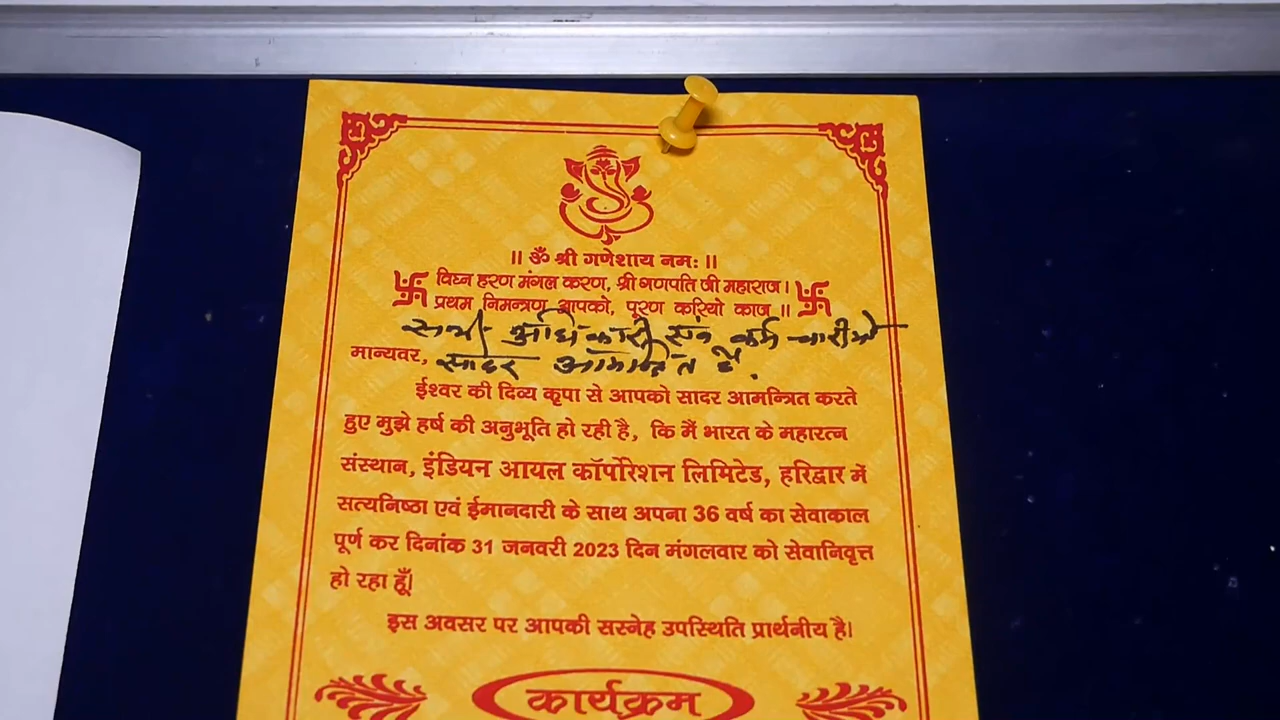 ॥ ॐ श्री गणेशाय नमः ॥
विघ्न हरण मंगल करण, श्री गणपति जी महाराज।
प्रथम निमन्त्रण आपको, पूरण करियो काज ॥
सभी अधिकारी एवं कर्मचारीओ
मान्यवर, सादर आमन्त्रित है.
ईश्वर की दिव्य कृपा से आपको सादर आमन्त्रित करते
हुए मुझे हर्ष की अनुभूति हो रही है, कि मैं भारत के महारत्न
संस्थान, इंडियन आयल कॉर्पोरेशन लिमिटेड, हरिद्वार में
सत्यनिष्ठा एवं ईमानदारी के साथ अपना 36 वर्ष का सेवाकाल
पूर्ण कर दिनांक 31 जनवरी 2023 दिन मंगलवार को सेवानिवृत्त
हो रहा हूँ।
इस अवसर पर आपकी सस्नेह उपस्थिति प्रार्थनीय है।
कार्यक्रम